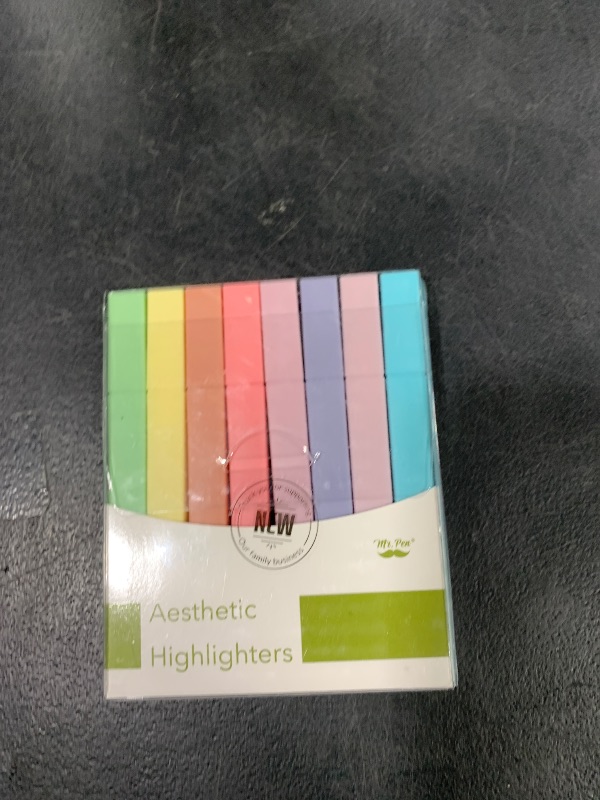 NEW
Our family business
Mr. Pen
Aesthetic
Highlighters